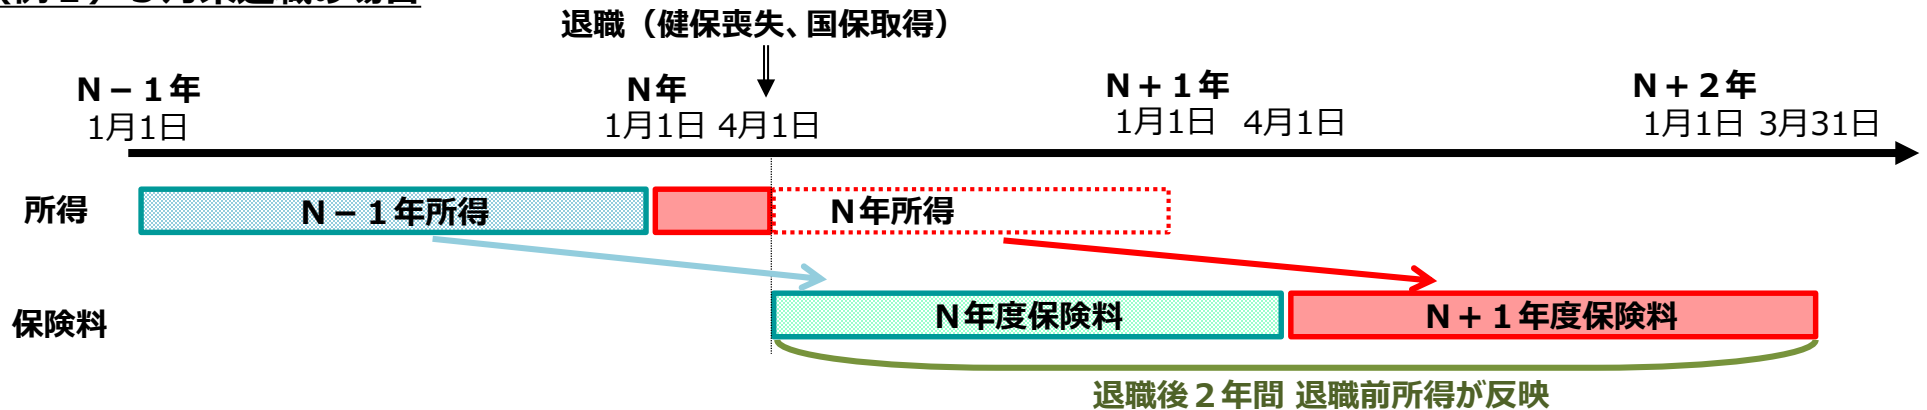 退職（健保喪失、国保取得）
N－１年
N年
N＋１年
N＋２年
1月1日
1月1日 4月1日
1月1日 4月1日
1月1日 3月31日
所得
N－１年所得
N年所得
保険料
N年度保険料
N＋１年度保険料
退職後２年間 退職前所得が反映